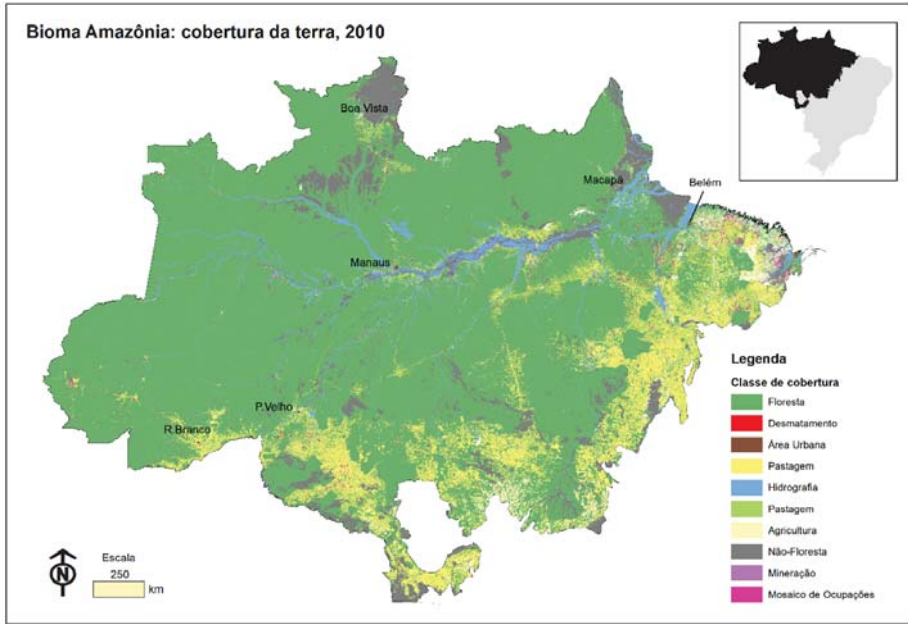 Bioma Amazônia: cobertura da terra, 2010
Boa Vista
Macapá
Belém
Manaus
P.Velho
R.Branco
Legenda
Classe de cobertura
Floresta
Desmatamento
Área Urbana
Pastagem
Hidrografia
Pastagem
Agricultura
Não-Floresta
Mineração
Mosaico de Ocupações
N
Escala
250
km